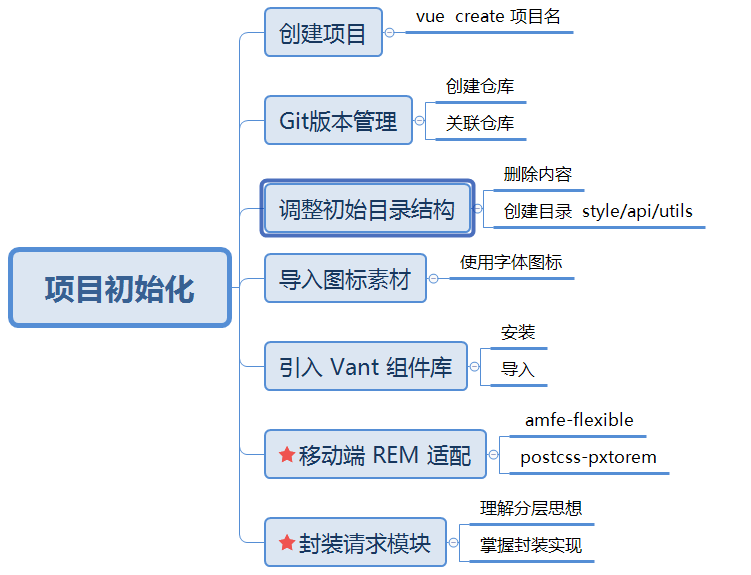 项目初始化
创建项目
vue create 项目名
Git版本管理
创建仓库
关联仓库
调整初始目录结构
删除内容
创建目录 style/api/utils
导入图标素材
使用字体图标
引入 Vant 组件库
安装
导入
移动端 REM 适配
amfe-flexible
postcss-pxtorem
封装请求模块
理解分层思想
掌握封装实现